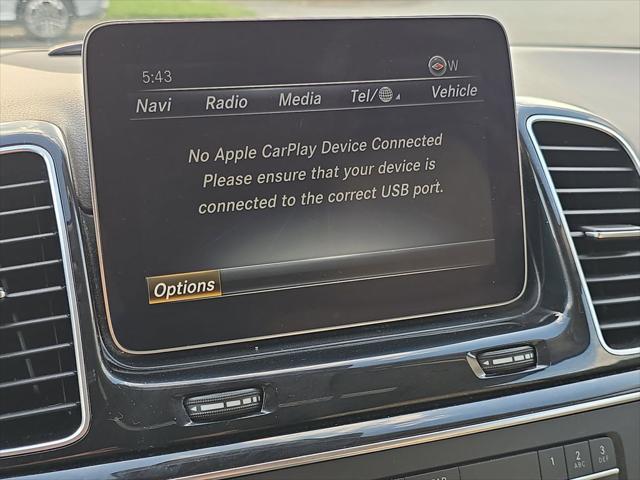 5:43 W
Navi Radio Media Tel/ Vehicle
No Apple CarPlay Device Connected
Please ensure that your device is
connected to the correct USB port.
Options
1 2 3
ABC DEF